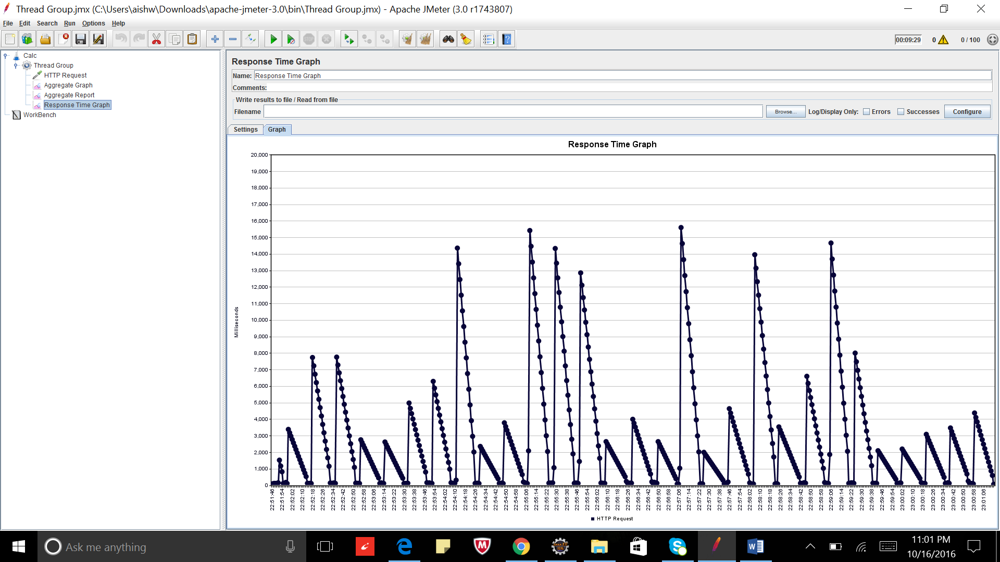 Thread Group.jmx (C:\Users\aishw\Downloads\apache-jmeter-3.0\bin\Thread Group.jmx) - Apache JMeter (3.0 r1743807)
File Edit Search Run Options Help
STOP
?
00:09:29 0 0 / 100
Calc
Thread Group
HTTP Request
Aggregate Graph
Aggregate Report
Response Time Graph
WorkBench
Response Time Graph
Name: Response Time Graph
Comments:
Write results to file / Read from file
Filename Browse... Log/Display Only: Errors Successes Configure
Settings Graph
Response Time Graph
20,000
19,000
18,000
17,000
16,000
15,000
14,000
13,000
12,000
11,000
10,000
9,000
8,000
7,000
6,000
5,000
4,000
3,000
2,000
1,000
0
Milliseconds
22:51:46 22:51:54 22:52:02 22:52:10 22:52:18 22:52:26 22:52:34 22:52:42 22:52:50 22:52:58 22:53:06 22:53:14 22:53:22 22:53:30 22:53:38 22:53:46 22:53:54 22:54:02 22:54:10 22:54:18 22:54:26 22:54:34 22:54:42 22:54:50 22:54:58 22:55:06 22:55:14 22:55:22 22:55:30 22:55:38 22:55:46 22:55:54 22:56:02 22:56:10 22:56:18 22:56:26 22:56:34 22:56:42 22:56:50 22:56:58 22:57:06 22:57:14 22:57:22 22:57:30 22:57:38 22:57:46 22:57:54 22:58:02 22:58:10 22:58:18 22:58:26 22:58:34 22:58:42 22:58:50 22:58:58 22:59:06 22:59:14 22:59:22 22:59:30 22:59:38 22:59:46 22:59:54 23:00:02 23:00:10 23:00:18 23:00:26 23:00:34 23:00:42 23:00:50 23:00:58 23:01:06
HTTP Request
Ask me anything
Java EE
IDE
11:01 PM
10/16/2016